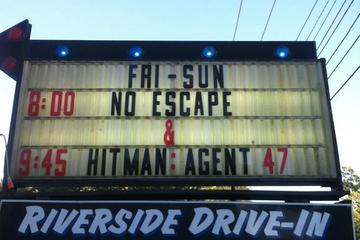 FRI-SUN
8:00 NO ESCAPE
&
9:45 HITMAN: AGENT 47
RIVERSIDE DRIVE-IN